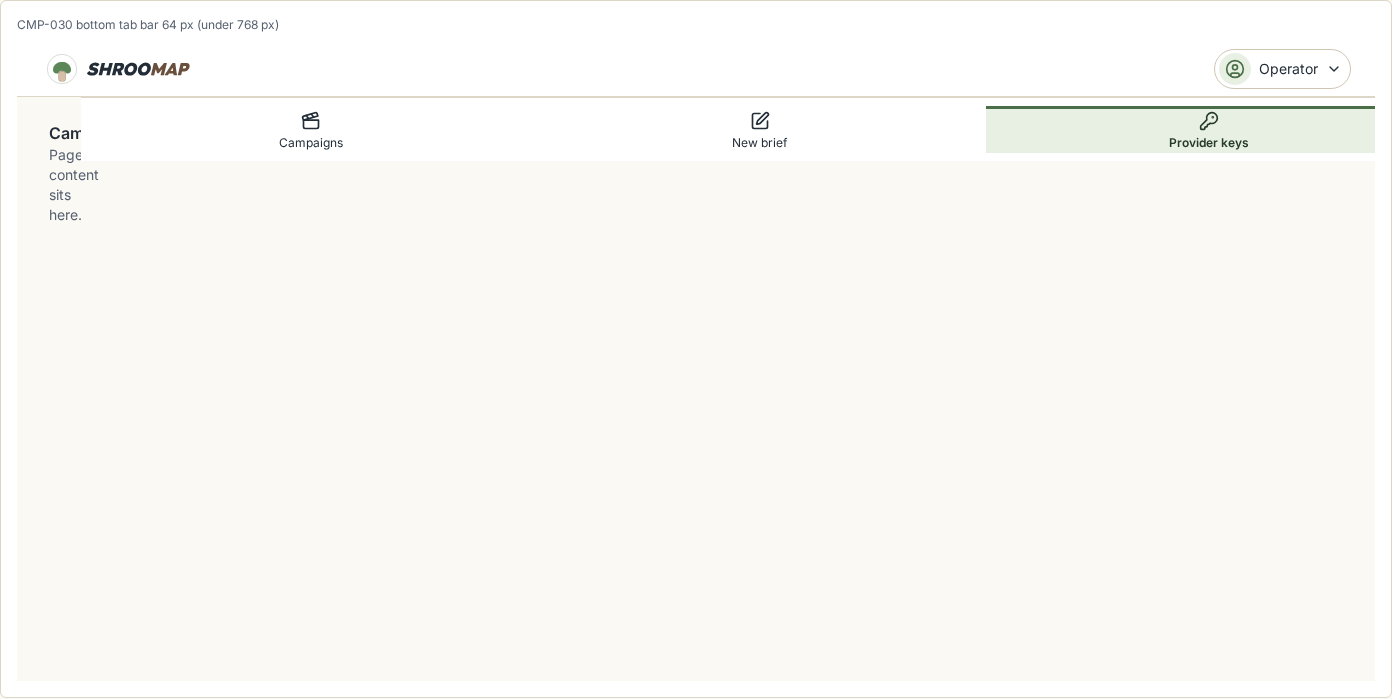 CMP-030 bottom tab bar 64 px (under 768 px)
SHROOMAP
Operator
Campaigns
New brief
Provider keys
Cam
Page
content
sits
here.